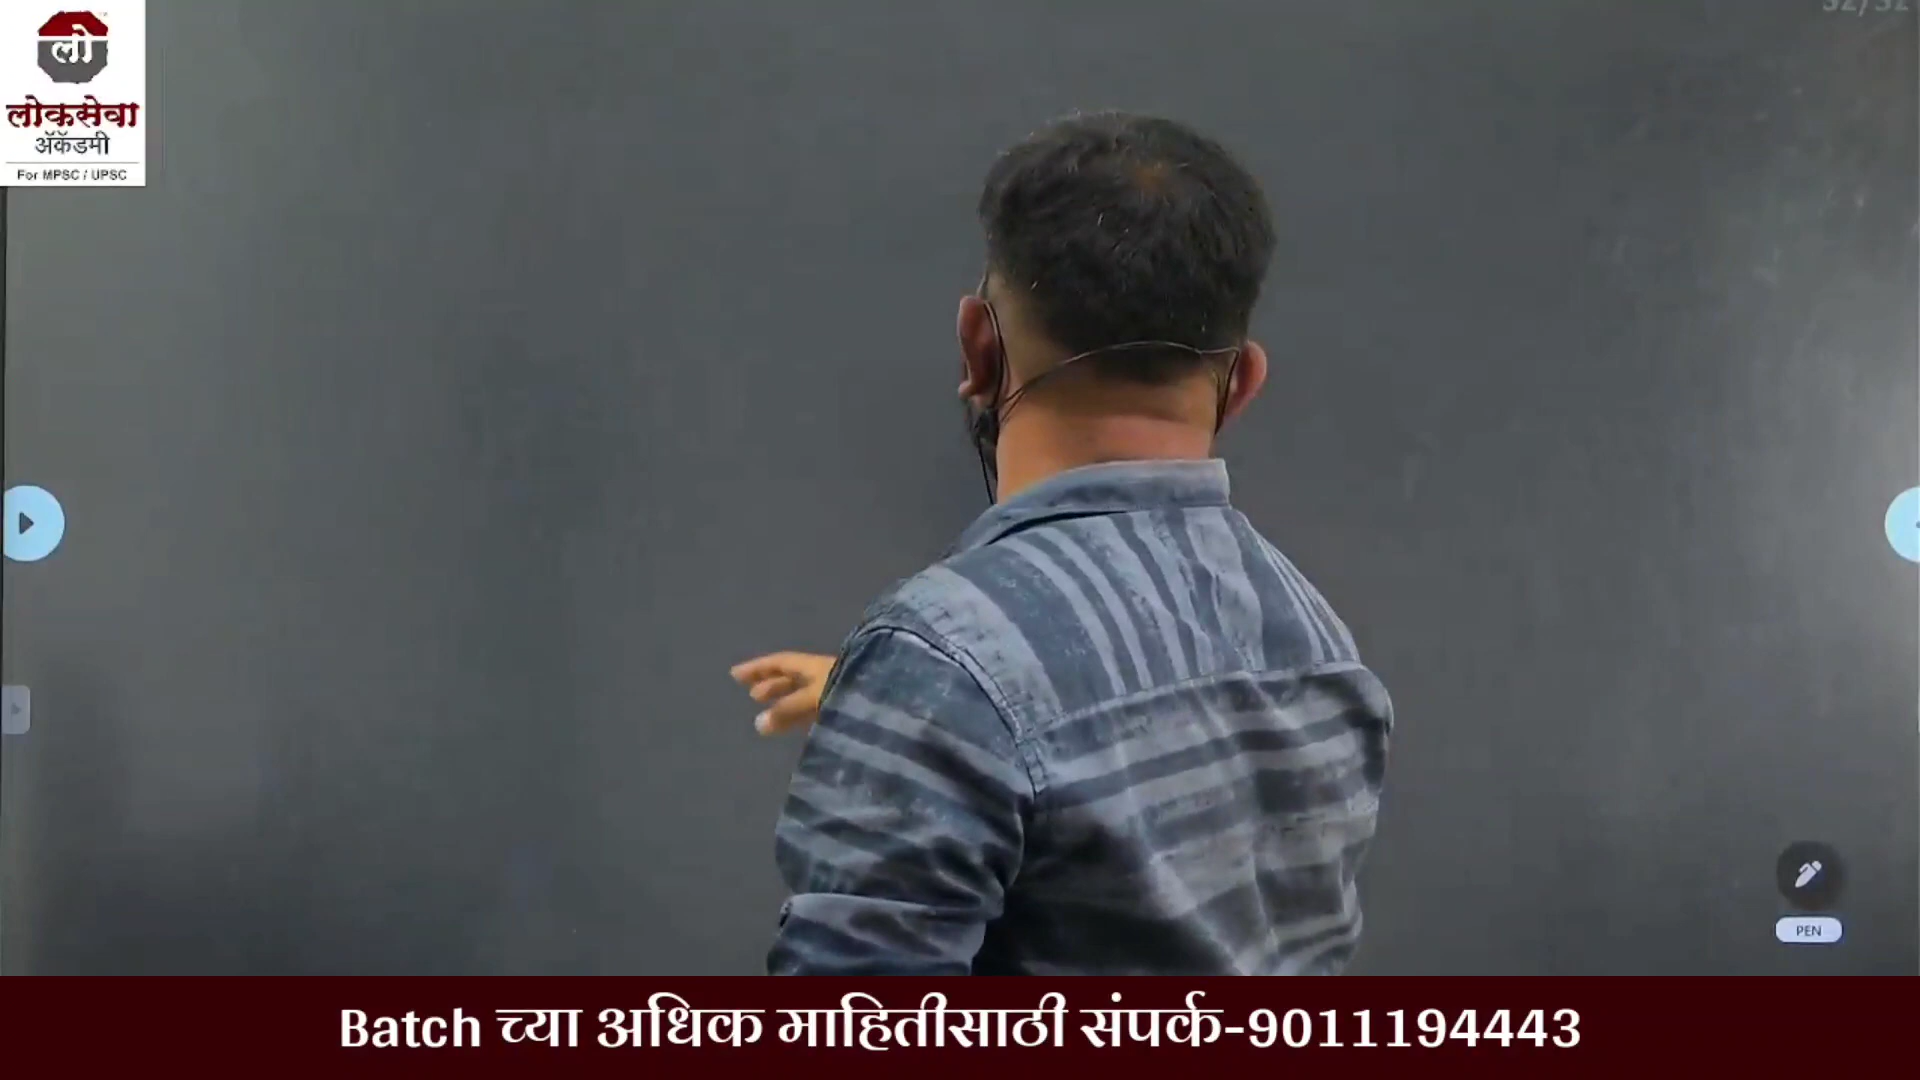 लो
लोकसेवा
ॲकॅडमी
For MPSC / UPSC
PEN
Batch च्या अधिक माहितीसाठी संपर्क-9011194443